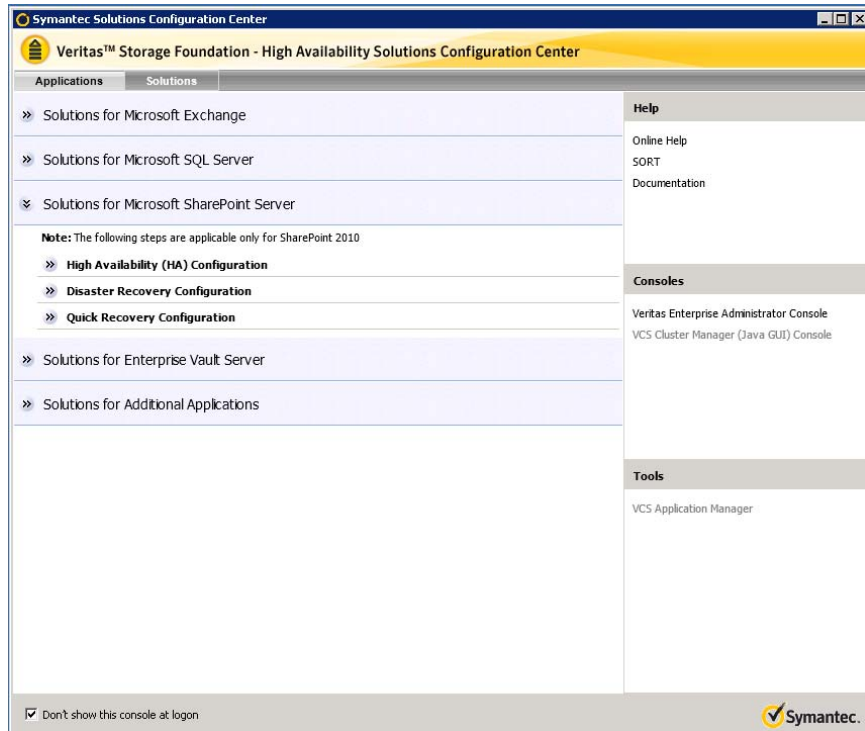 Symantec Solutions Configuration Center
Veritas™ Storage Foundation - High Availability Solutions Configuration Center
Applications
Solutions
Solutions for Microsoft Exchange
Solutions for Microsoft SQL Server
Solutions for Microsoft SharePoint Server
Note: The following steps are applicable only for SharePoint 2010
High Availability (HA) Configuration
Disaster Recovery Configuration
Quick Recovery Configuration
Solutions for Enterprise Vault Server
Solutions for Additional Applications
Help
Online Help
SORT
Documentation
Consoles
Veritas Enterprise Administrator Console
VCS Cluster Manager (Java GUI) Console
Tools
VCS Application Manager
Don't show this console at logon
Symantec.